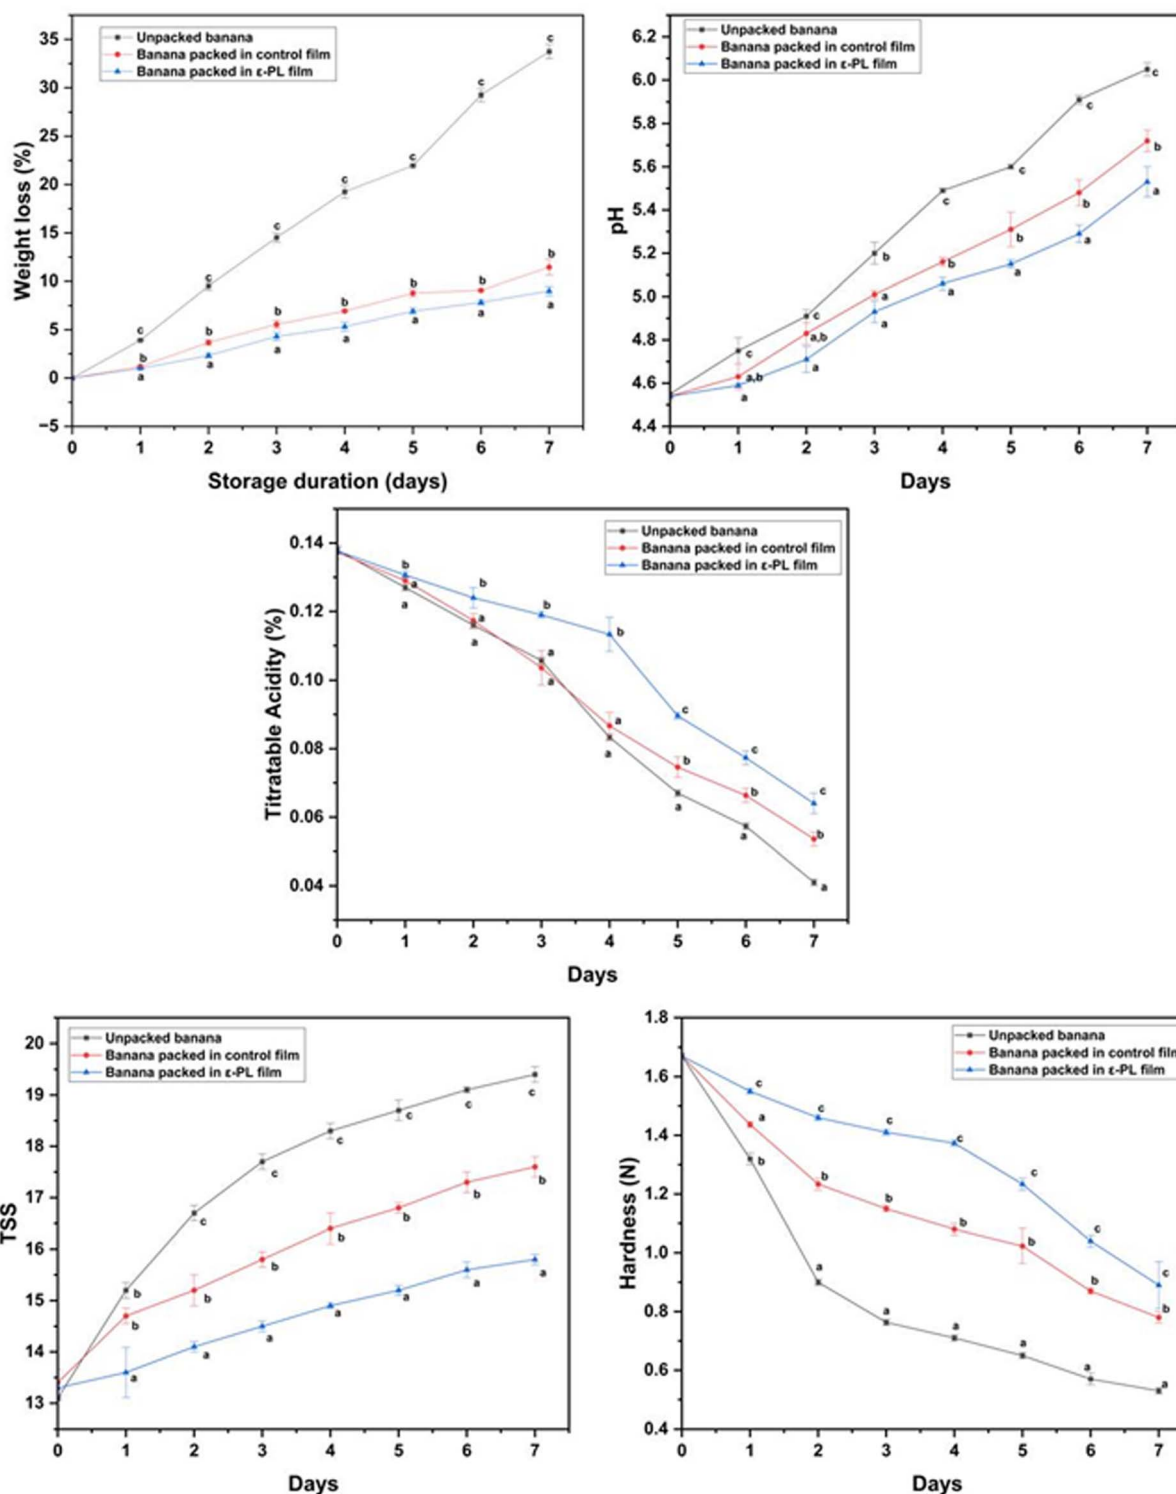 Unpacked banana
Banana packed in control film
Banana packed in ε-PL film
Weight loss (%)
35
30
25
20
15
10
5
0
−5
c
c
c
c
c
c
c
b
b
b
b
b
b
b
a
a
a
a
a
a
a
0 1 2 3 4 5 6 7
Storage duration (days)
Unpacked banana
Banana packed in control film
Banana packed in ε-PL film
pH
6.2
6.0
5.8
5.6
5.4
5.2
5.0
4.8
4.6
4.4
c
c
b
c
c
c
c
a,b
a,b
a
b
b
b
b
a
a
a
a
a
a
a
0 1 2 3 4 5 6 7
Days
Unpacked banana
Banana packed in control film
Banana packed in ε-PL film
Titratable Acidity (%)
0.14
0.12
0.10
0.08
0.06
0.04
b
b
b
b
c
c
c
a
a
a
a
b
b
b
a
a
a
a
a
a
a
0 1 2 3 4 5 6 7
Days
Unpacked banana
Banana packed in control film
Banana packed in ε-PL film
TSS
20
19
18
17
16
15
14
13
b
c
c
c
c
c
c
b
b
b
b
b
b
b
a
a
a
a
a
a
a
0 1 2 3 4 5 6 7
Days
Unpacked banana
Banana packed in control film
Banana packed in ε-PL film
Hardness (N)
1.8
1.6
1.4
1.2
1.0
0.8
0.6
0.4
c
c
c
c
c
c
c
a
b
b
b
b
b
b
b
a
a
a
a
a
a
0 1 2 3 4 5 6 7
Days